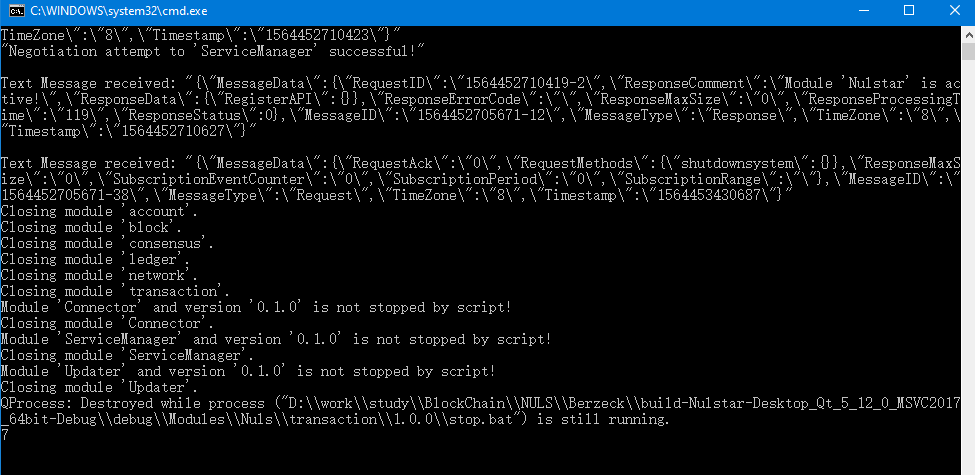 C:\WINDOWS\system32\cmd.exe
TimeZone\":\"8\",\"Timestamp\":\"1564452710423\"}"
"Negotiation attempt to 'ServiceManager' successful!"
Text Message received: "{\"MessageData\":{\"RequestID\":\"1564452710419-2\",\"ResponseComment\":\"Module 'Nulstar' is ac
tive!\",\"ResponseData\":{\"RegisterAPI\":{}},\"ResponseErrorCode\":\"\",\"ResponseMaxSize\":\"0\",\"ResponseProcessingT
ime\":\"119\",\"ResponseStatus\":0},\"MessageID\":\"1564452705671-12\",\"MessageType\":\"Response\",\"TimeZone\":\"8\",\
"Timestamp\":\"1564452710627\"}"
Text Message received: "{\"MessageData\":{\"RequestAck\":\"0\",\"RequestMethods\":{\"shutdownsystem\":{}},\"ResponseMaxS
ize\":\"0\",\"SubscriptionEventCounter\":\"0\",\"SubscriptionPeriod\":\"0\",\"SubscriptionRange\":\"\"},\"MessageID\":\"
1564452705671-38\",\"MessageType\":\"Request\",\"TimeZone\":\"8\",\"Timestamp\":\"1564453430687\"}"
Closing module 'account'.
Closing module 'block'.
Closing module 'consensus'.
Closing module 'ledger'.
Closing module 'network'.
Closing module 'transaction'.
Module 'Connector' and version '0.1.0' is not stopped by script!
Closing module 'Connector'.
Module 'ServiceManager' and version '0.1.0' is not stopped by script!
Closing module 'ServiceManager'.
Module 'Updater' and version '0.1.0' is not stopped by script!
Closing module 'Updater'.
QProcess: Destroyed while process ("D:\\work\\study\\BlockChain\\NULS\\Berzeck\\build-Nulstar-Desktop_Qt_5_12_0_MSVC2017
_64bit-Debug\\debug\\Modules\\Nuls\\transaction\\1.0.0\\stop.bat") is still running.
7